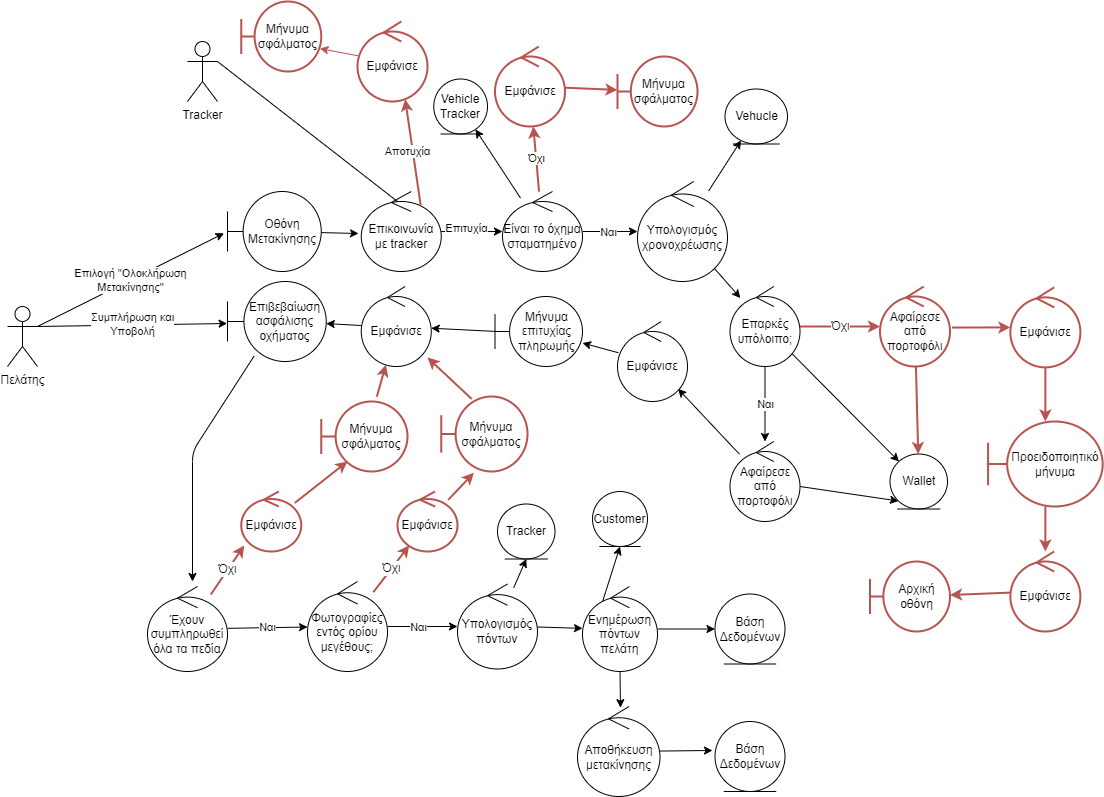 Μήνυμα
σφάλματος
Εμφάνισε
Tracker
Αποτυχία
Vehicle
Tracker
Εμφάνισε
Μήνυμα
σφάλματος
Όχι
Vehucle
Οθόνη
Μετακίνησης
Επικοινωνία
με tracker
Επιτυχία
Είναι το όχημα
σταματημένο
Ναι
Υπολογισμός
χρονοχρέωσης
Επιλογή "Ολοκλήρωση
Μετακίνησης"
Συμπλήρωση και
Υποβολή
Πελάτης
Επιβεβαίωση
ασφάλισης
οχήματος
Εμφάνισε
Μήνυμα
επιτυχίας
πληρωμής
Εμφάνισε
Επαρκές
υπόλοιπο;
Όχι
Αφαίρεσε
από
πορτοφόλι
Εμφάνισε
Ναι
Μήνυμα
σφάλματος
Μήνυμα
σφάλματος
Αφαίρεσε
από
πορτοφόλι
Wallet
Προειδοποιητικό
μήνυμα
Εμφάνισε
Εμφάνισε
Tracker
Customer
Όχι
Όχι
Αρχική
οθόνη
Εμφάνισε
Έχουν
συμπληρωθεί
όλα τα πεδία
Ναι
Φωτογραφίες
εντός ορίου
μεγέθους;
Ναι
Υπολογισμός
πόντων
Ενημέρωση
πόντων
πελάτη
Βάση
Δεδομένων
Αποθήκευση
μετακίνησης
Βάση
Δεδομένων